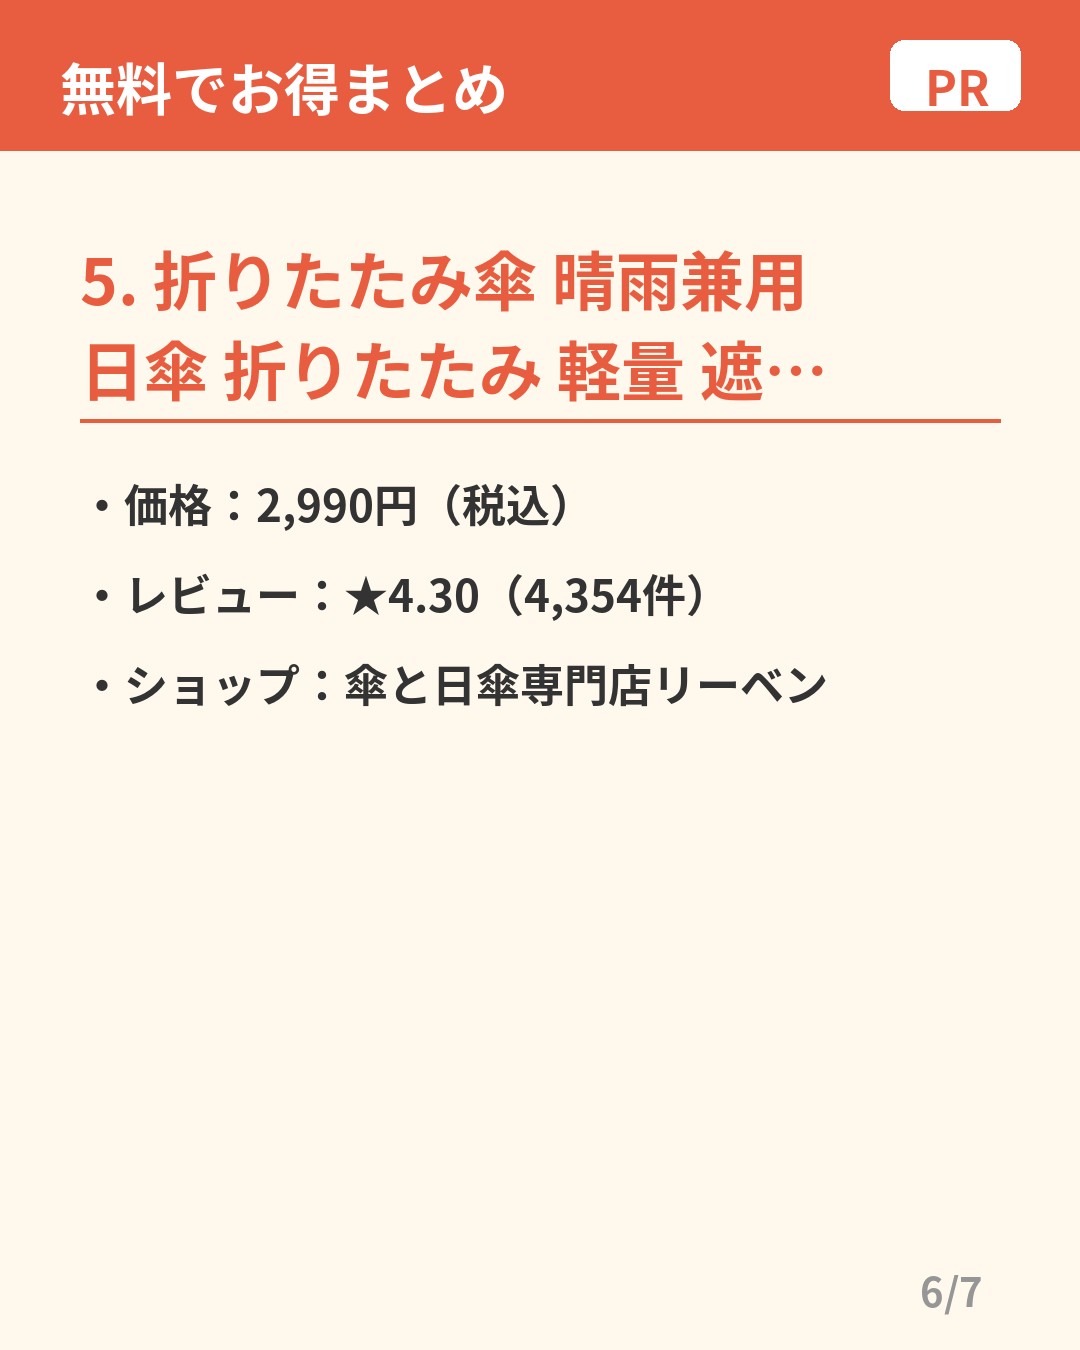 無料でお得まとめ
PR
5. 折りたたみ傘 晴雨兼用
日傘 折りたたみ 軽量 遮…
・価格：2,990円（税込）
・レビュー：★4.30（4,354件）
・ショップ：傘と日傘専門店リーベン
6/7